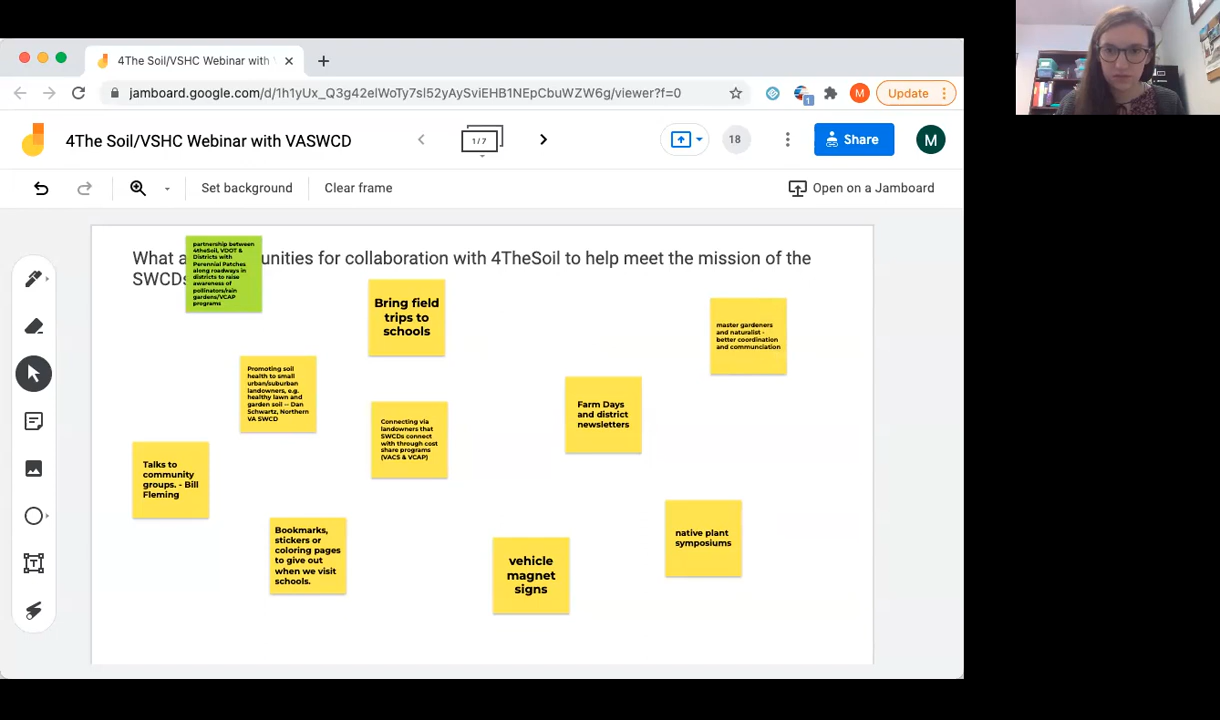 4The Soil/VSHC Webinar with
jamboard.google.com/d/1h1yUx_Q3g42elWoTy7sl52yAySviEHB1NEpCbuWZW6g/viewer?f=0
1
M
Update
4The Soil/VSHC Webinar with VASWCD
1/7
18
Share
M
Set background
Clear frame
Open on a Jamboard
What a
unities for collaboration with 4TheSoil to help meet the mission of the
SWCDs
partnership between
4theSoil, VDOT &
Districts with
Perennial Patches
along roadways in
districts to raise
awareness of
pollinators/rain
gardens/VCAP
programs
Bring field
trips to
schools
master gardeners
and naturalist -
better coordination
and communciation
Promoting soil
health to small
urban/suburban
landowners, e.g.
healthy lawn and
garden soil -- Dan
Schwartz, Northern
VA SWCD
Connecting via
landowners that
SWCDs connect
with through cost
share programs
(VACS & VCAP)
Farm Days
and district
newsletters
Talks to
community
groups. - Bill
Fleming
Bookmarks,
stickers or
coloring pages
to give out
when we visit
schools.
vehicle
magnet
signs
native plant
symposiums